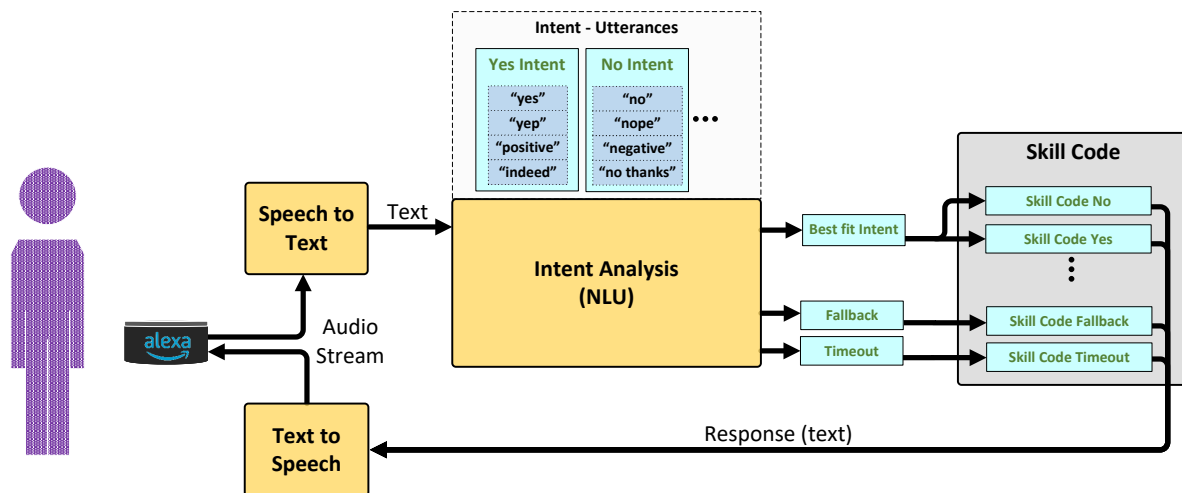 Intent - Utterances
Yes Intent
“yes”
“yep”
“positive”
“indeed”
No Intent
“no”
“nope”
“negative”
“no thanks”
•••
Speech to
Text
Text
Intent Analysis
(NLU)
Best fit Intent
Fallback
Timeout
Skill Code
Skill Code No
Skill Code Yes
Skill Code Fallback
Skill Code Timeout
alexa
Audio
Stream
Text to
Speech
Response (text)